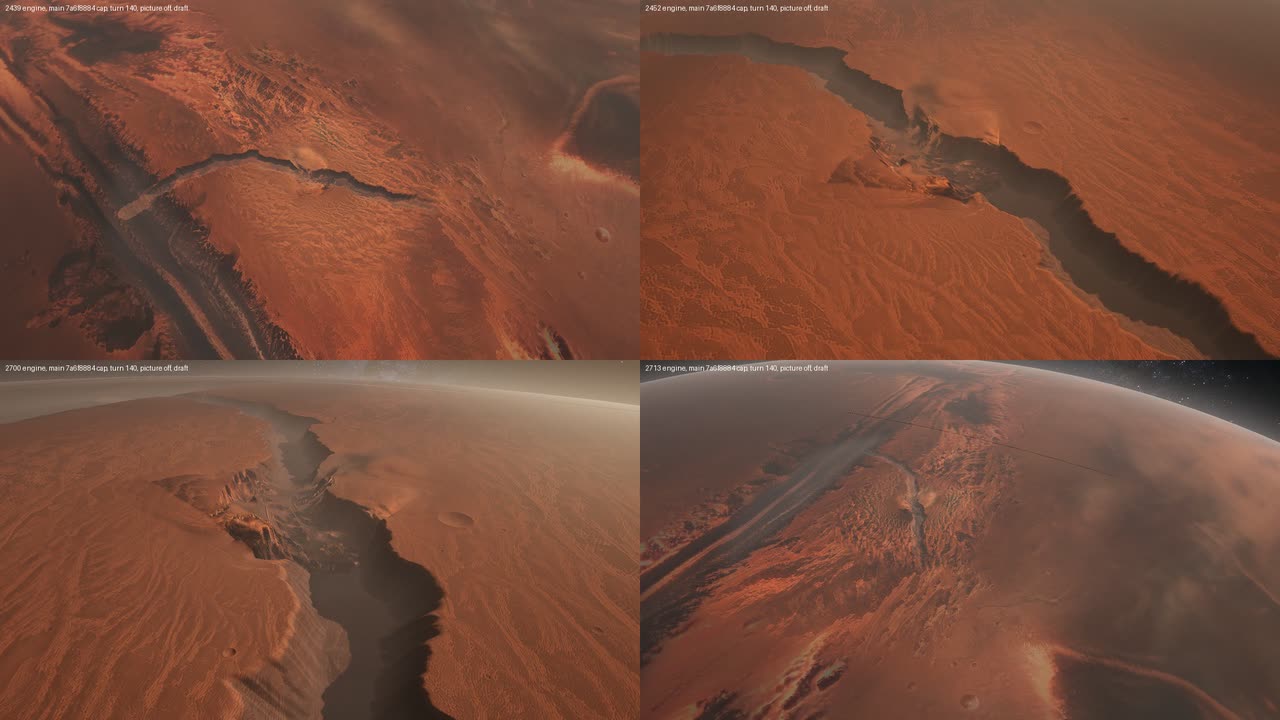 2439 engine, main 7a6f8884 cap, turn 140, picture off, draft
2452 engine, main 7a6f8884 cap, turn 140, picture off, draft
2700 engine, main 7a6f8884 cap, turn 140, picture off, draft
2713 engine, main 7a6f8884 cap, turn 140, picture off, draft